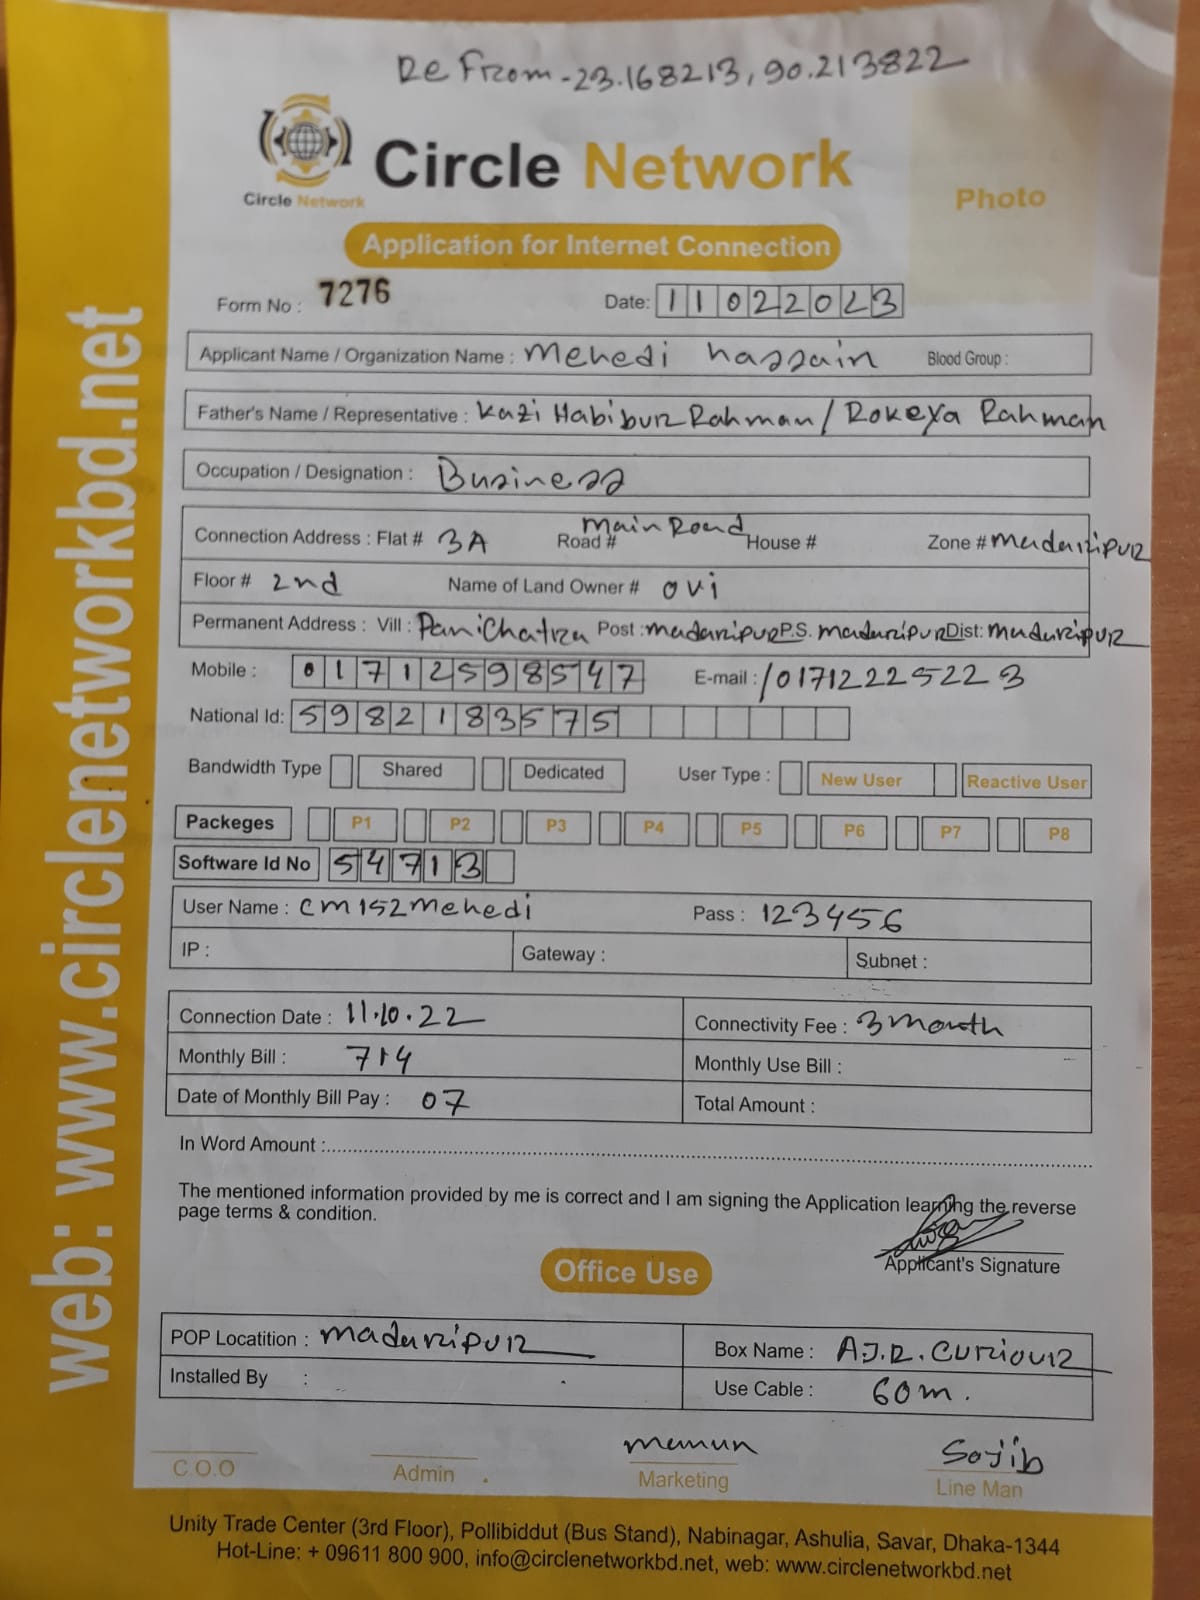 Re From - 23.168213, 90.213822
Circle Network
Circle Network
Photo
Application for Internet Connection
Form No : 7276 Date: 11022023
Applicant Name / Organization Name : Mehedi hassain Blood Group :
Father's Name / Representative : Kazi Habibur Rahman / Rokeya Rahman
Occupation / Designation : Business
Connection Address : Flat # 3A Road # Main Road House # Zone # Madaripur
Floor # 2nd Name of Land Owner # ovi
Permanent Address : Vill : PaniChatra Post : madaripur P.S. madaripur Dist: madaripur
Mobile : 01712598547 E-mail : /01712225223
National Id: 5982183575
Bandwidth Type Shared Dedicated User Type : New User Reactive User
Packeges P1 P2 P3 P4 P5 P6 P7 P8
Software Id No 54713
User Name : cm152mehedi Pass : 123456
IP : Gateway : Subnet :
Connection Date : 11.10.22 Connectivity Fee : 3 month
Monthly Bill : 714 Monthly Use Bill :
Date of Monthly Bill Pay : 07 Total Amount :
In Word Amount :
The mentioned information provided by me is correct and I am signing the Application learning the reverse
page terms & condition.
Applicant's Signature
Office Use
POP Locatition : madaripur Box Name : A.J.R. Curiour
Installed By : Use Cable : 60m.
memun Sojib
C.O.O Admin Marketing Line Man
Unity Trade Center (3rd Floor), Pollibiddut (Bus Stand), Nabinagar, Ashulia, Savar, Dhaka-1344
Hot-Line: + 09611 800 900, info@circlenetworkbd.net, web: www.circlenetworkbd.net
web: www.circlenetworkbd.net